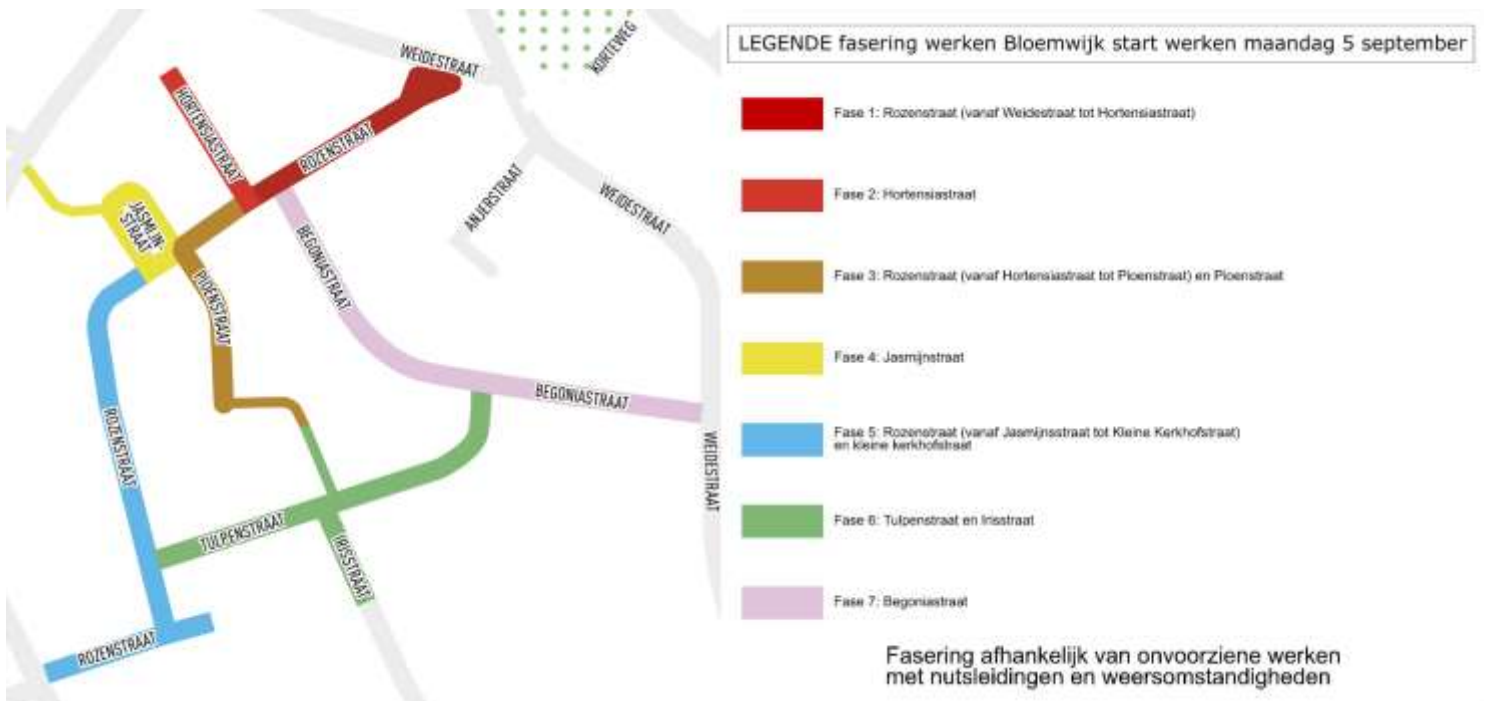 WEIDESTRAAT
KORTEWEG
HORTENSIASTRAAT
ROZENSTRAAT
ANJERSTRAAT
WEIDESTRAAT
JASMIJN-
STRAAT
BEGONIASTRAAT
PIOENSTRAAT
BEGONIASTRAAT
ROZENSTRAAT
WEIDESTRAAT
TULPENSTRAAT
IRISSTRAAT
ROZENSTRAAT
LEGENDE fasering werken Bloemwijk start werken maandag 5 september
Fase 1: Rozenstraat (vanaf Weidestraat tot Hortensiastraat)
Fase 2: Hortensiastraat
Fase 3: Rozenstraat (vanaf Hortensiastraat tot Pioenstraat) en Pioenstraat
Fase 4: Jasmijnstraat
Fase 5: Rozenstraat (vanaf Jasmijnsstraat tot Kleine Kerkhofstraat)
en kleine kerkhofstraat
Fase 6: Tulpenstraat en Irisstraat
Fase 7: Begoniastraat
Fasering afhankelijk van onvoorziene werken
met nutsleidingen en weersomstandigheden